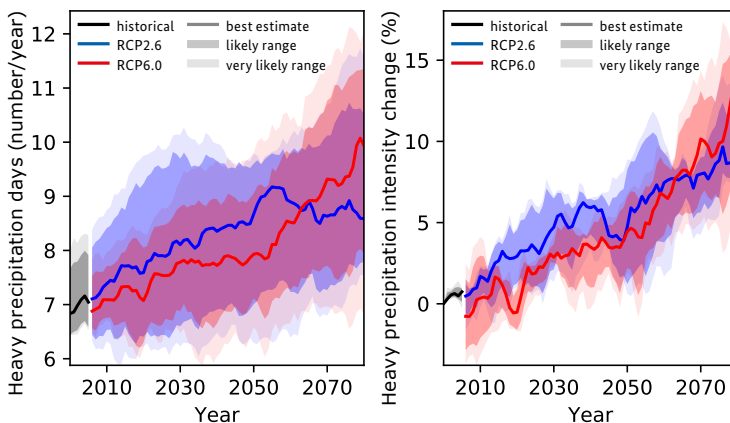 Heavy precipitation days (number/year)
12
11
10
9
8
7
6
historical
RCP2.6
RCP6.0
best estimate
likely range
very likely range
2010 2030 2050 2070
Year
Heavy precipitation intensity change (%)
15
10
5
0
historical
RCP2.6
RCP6.0
best estimate
likely range
very likely range
2010 2030 2050 2070
Year